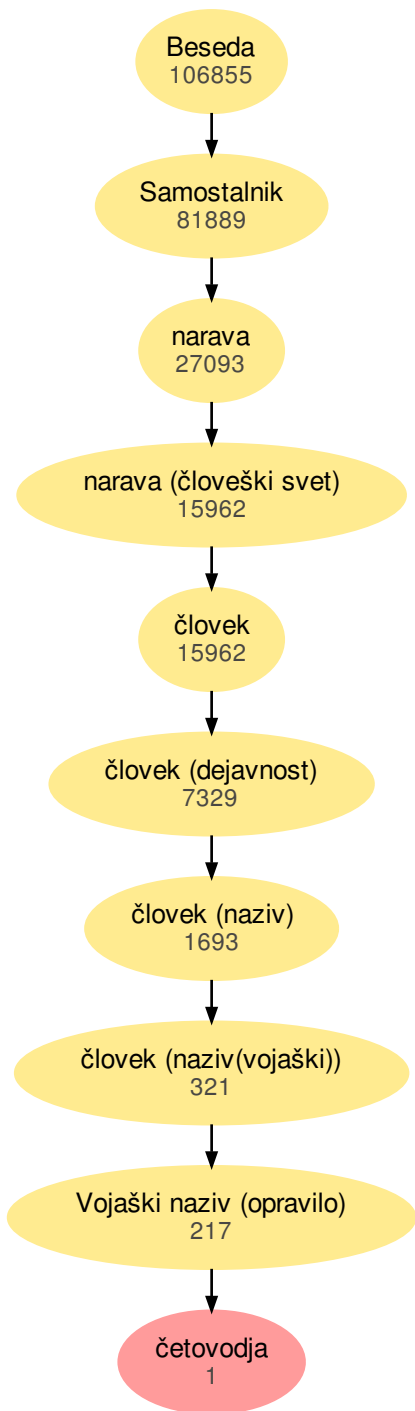 Beseda
106855
Samostalnik
81889
narava
27093
narava (človeški svet)
15962
človek
15962
človek (dejavnost)
7329
človek (naziv)
1693
človek (naziv(vojaški))
321
Vojaški naziv (opravilo)
217
četovodja
1